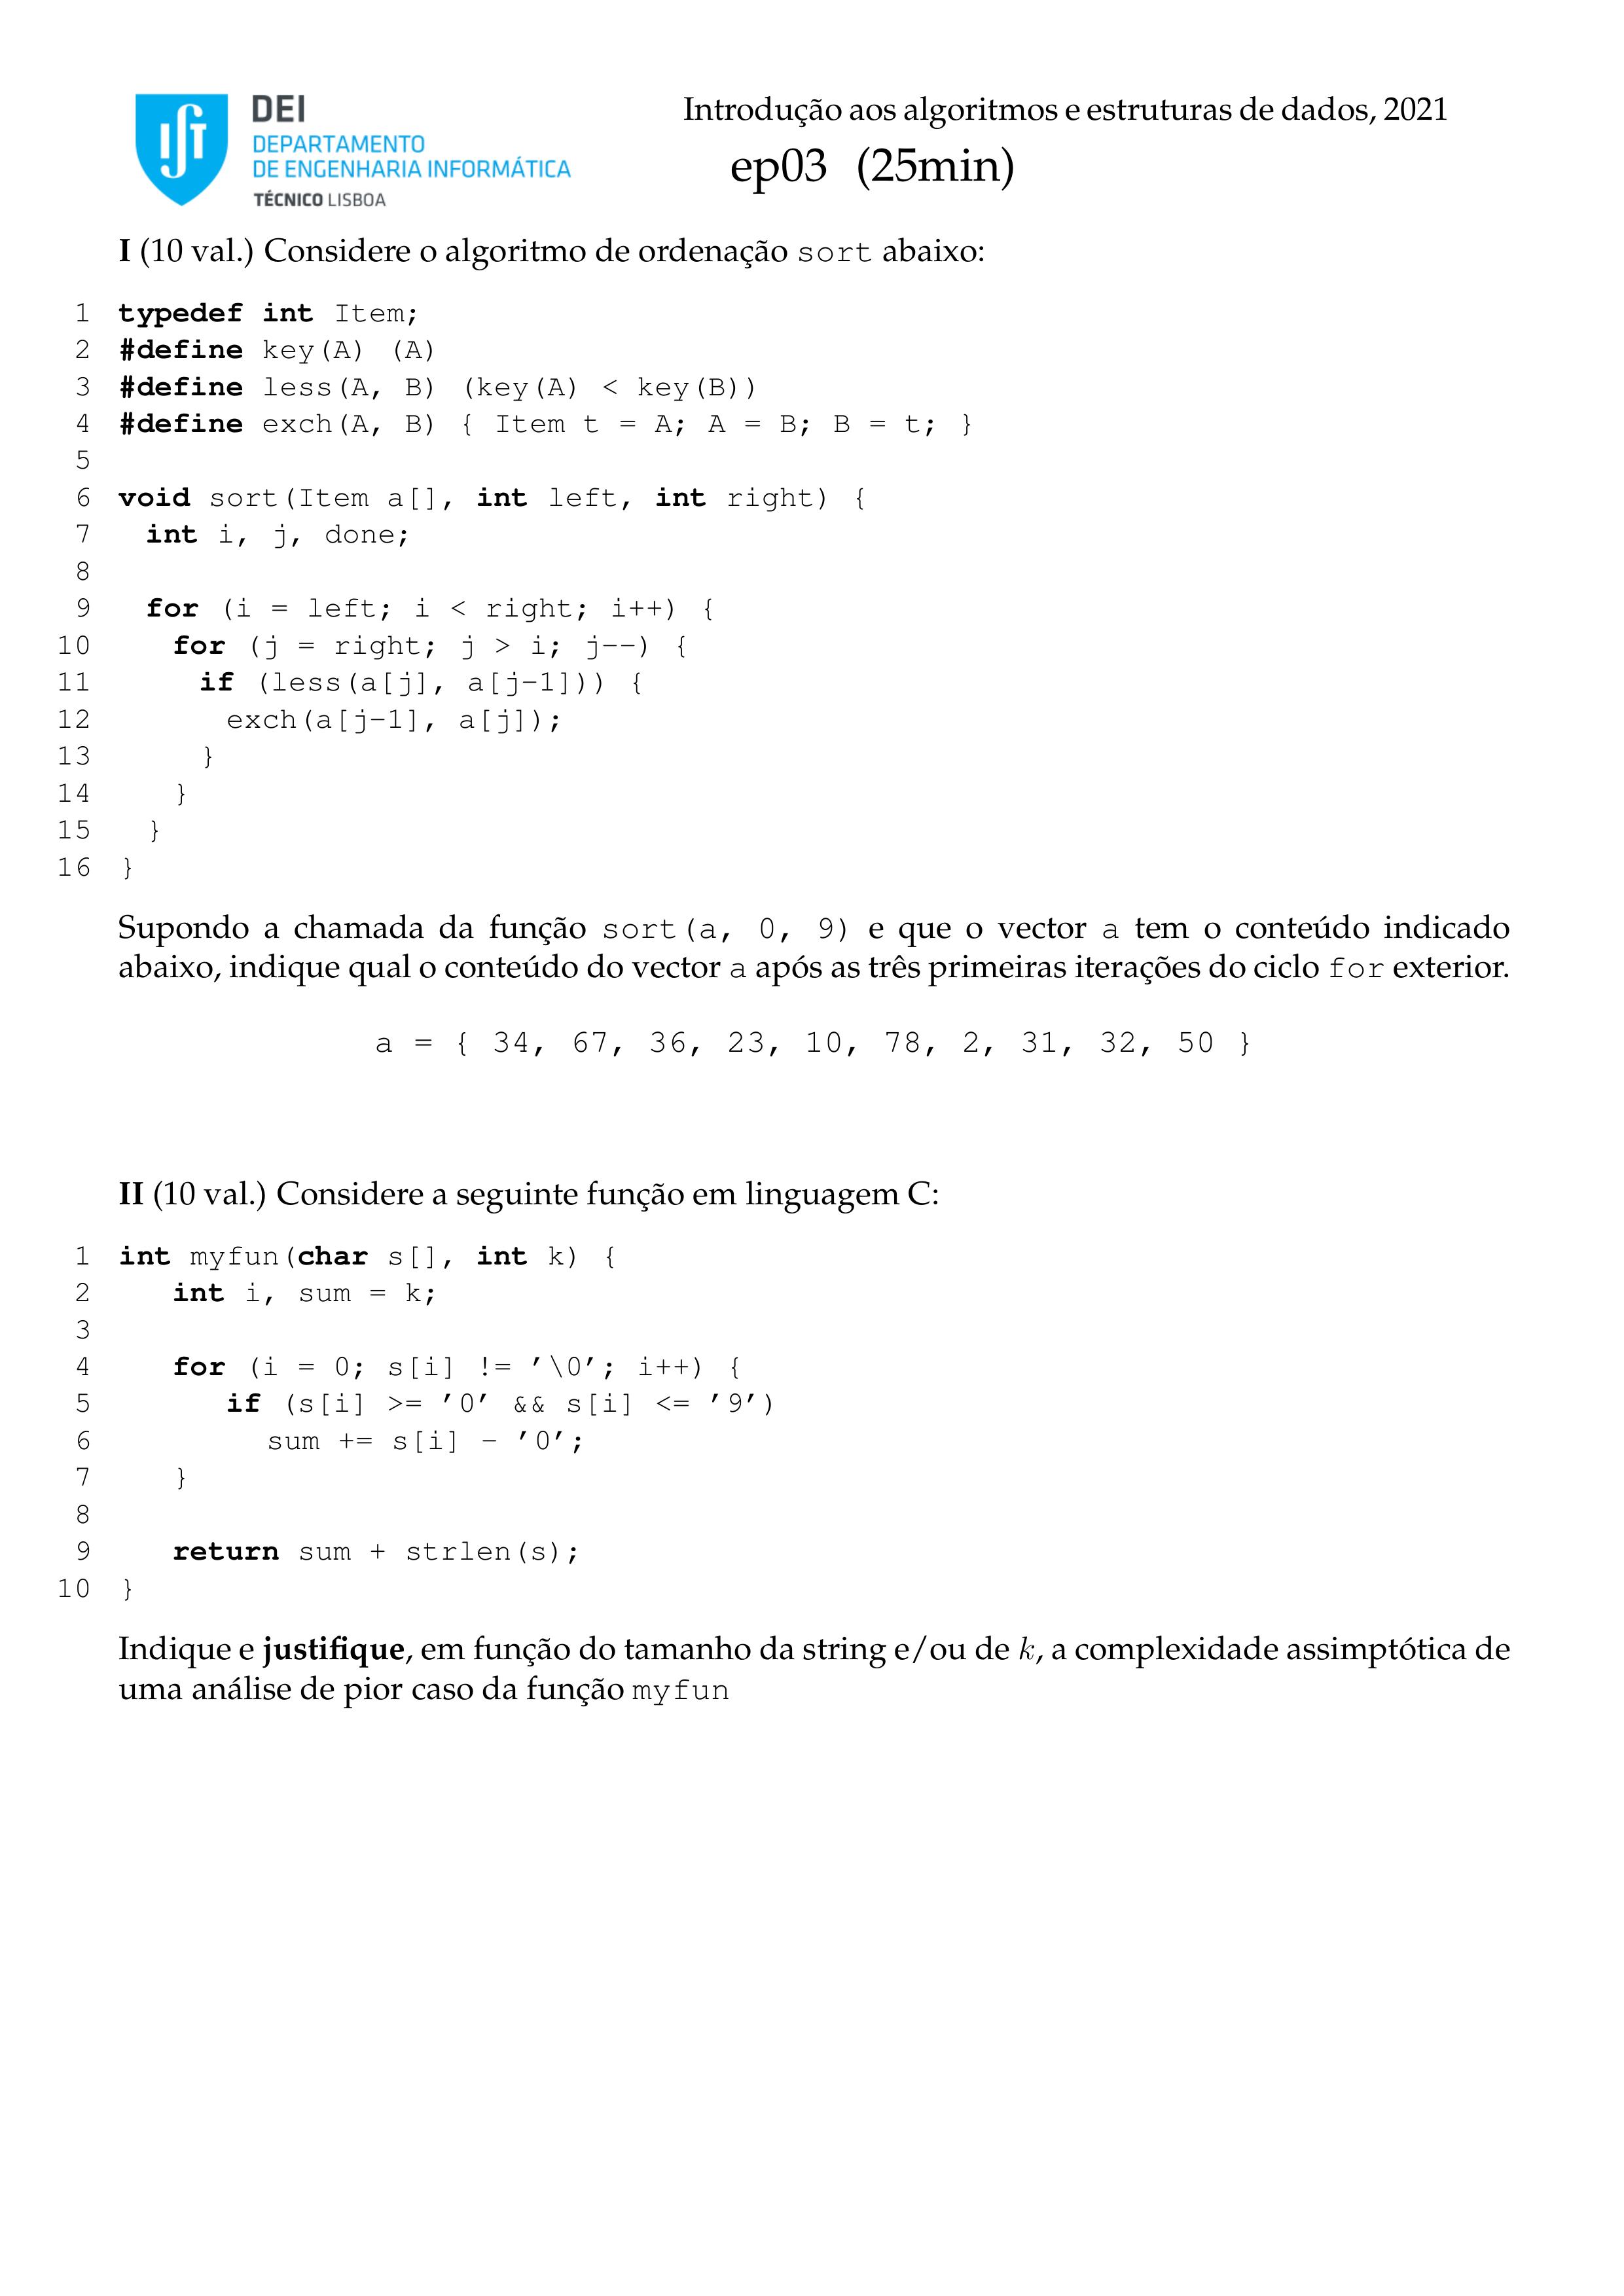 DEI
DEPARTAMENTO
DE ENGENHARIA INFORMÁTICA
TÉCNICO LISBOA
Introdução aos algoritmos e estruturas de dados, 2021
ep03 (25min)
I (10 val.) Considere o algoritmo de ordenação sort abaixo:
1 typedef int Item;
2 #define key(A) (A)
3 #define less(A, B) (key(A) < key(B))
4 #define exch(A, B) { Item t = A; A = B; B = t; }
5
6 void sort(Item a[], int left, int right) {
7 int i, j, done;
8
9 for (i = left; i < right; i++) {
10 for (j = right; j > i; j--) {
11 if (less(a[j], a[j-1])) {
12 exch(a[j-1], a[j]);
13 }
14 }
15 }
16 }
Supondo a chamada da função sort(a, 0, 9) e que o vector a tem o conteúdo indicado
abaixo, indique qual o conteúdo do vector a após as três primeiras iterações do ciclo for exterior.
a = { 34, 67, 36, 23, 10, 78, 2, 31, 32, 50 }
II (10 val.) Considere a seguinte função em linguagem C:
1 int myfun(char s[], int k) {
2 int i, sum = k;
3
4 for (i = 0; s[i] != '\0'; i++) {
5 if (s[i] >= '0' && s[i] <= '9')
6 sum += s[i] - '0';
7 }
8
9 return sum + strlen(s);
10 }
Indique e justifique, em função do tamanho da string e/ou de k, a complexidade assimptótica de
uma análise de pior caso da função myfun